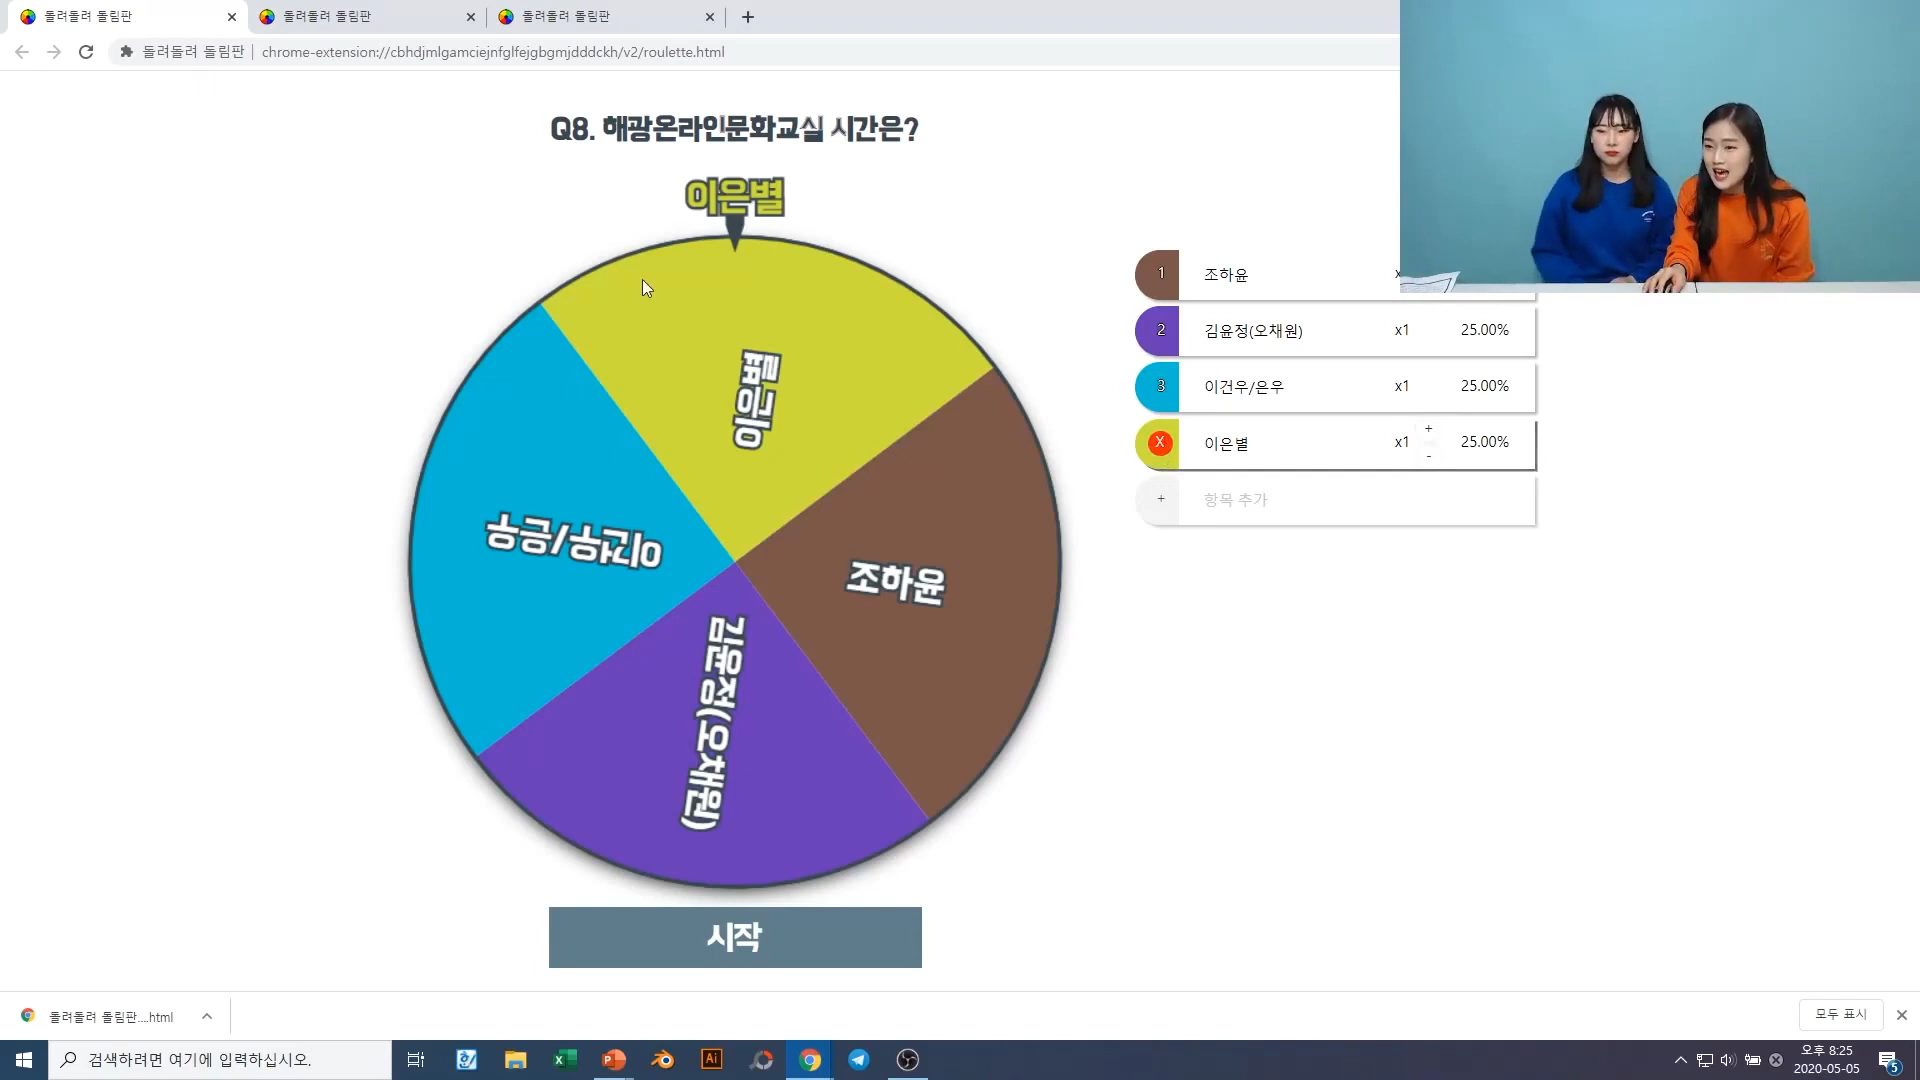 돌려돌려 돌림판
돌려돌려 돌림판
돌려돌려 돌림판
돌려돌려 돌림판 | chrome-extension://cbhdjmlgamciejnfglfejgbgmjdddckh/v2/roulette.html
Q8. 해광온라인문화교실 시간은?
이은별
이은별
조하윤
김윤정(오채원)
이건우/은우
1 조하윤 x
2 김윤정(오채원) x1 25.00%
3 이건우/은우 x1 25.00%
X 이은별 x1 + - 25.00%
+ 항목 추가
시작
돌려돌려 돌림판....html
모두 표시
검색하려면 여기에 입력하십시오.
오후 8:25
2020-05-05
5